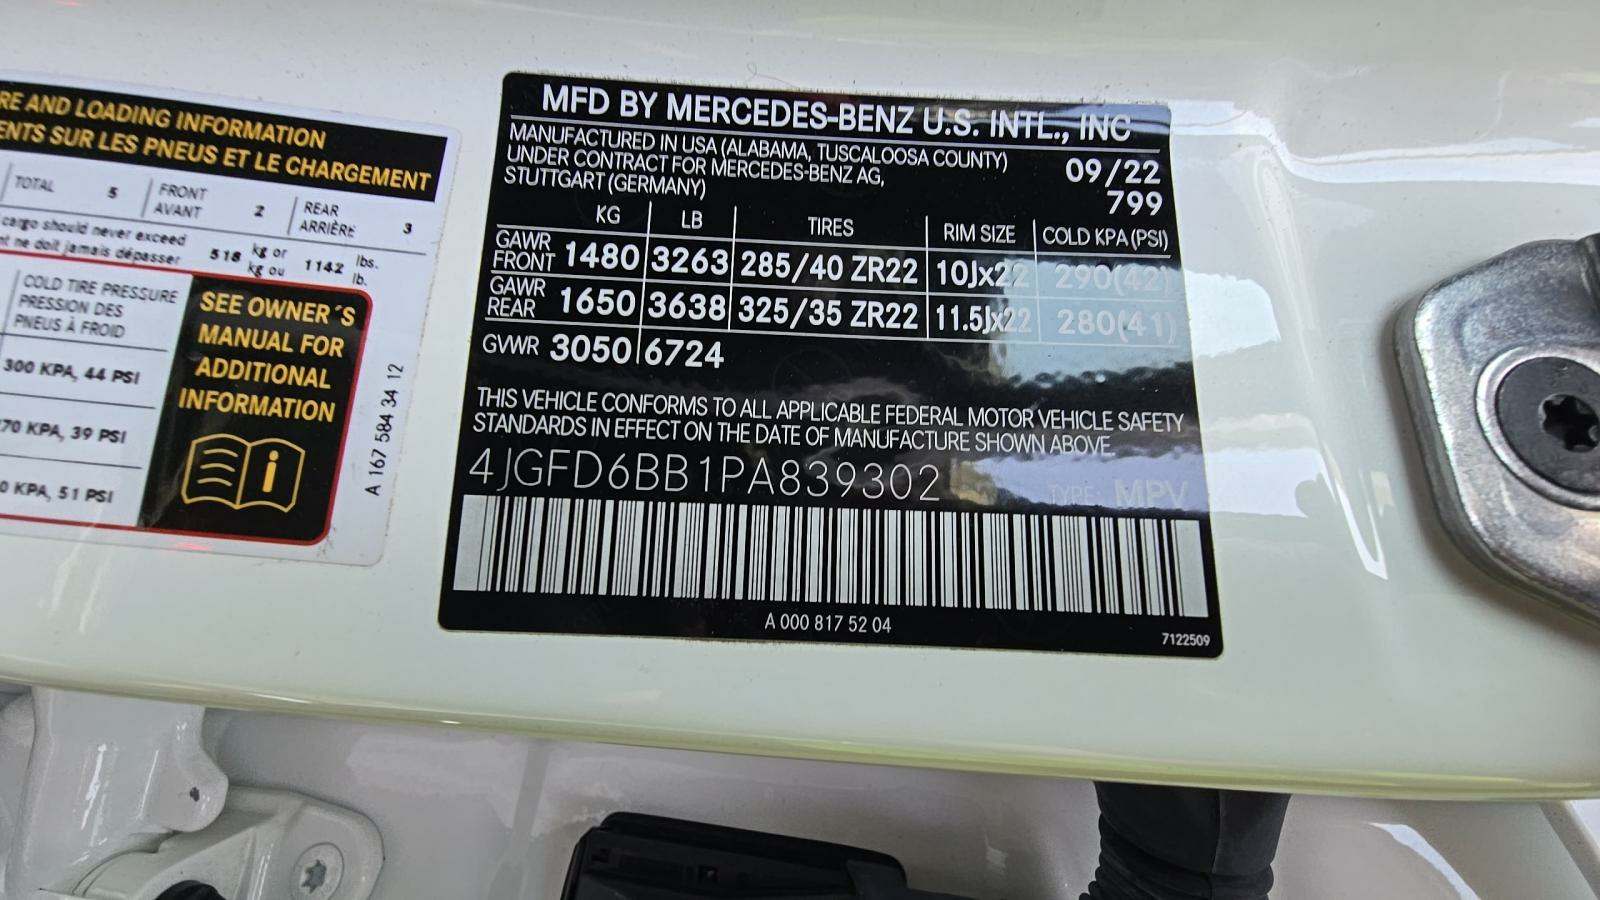 RE AND LOADING INFORMATION
ENTS SUR LES PNEUS ET LE CHARGEMENT
TOTAL 5 FRONT AVANT 2 REAR ARRIÈRE 3
cargo should never exceed
ne doit jamais dépasser 518 kg or kg ou 1142 lbs. lb.
COLD TIRE PRESSURE
PRESSION DES
PNEUS À FROID
300 KPA, 44 PSI
70 KPA, 39 PSI
0 KPA, 51 PSI
SEE OWNER´S
MANUAL FOR
ADDITIONAL
INFORMATION
A 167 584 34 12
MFD BY MERCEDES-BENZ U.S. INTL., INC
MANUFACTURED IN USA (ALABAMA, TUSCALOOSA COUNTY)
UNDER CONTRACT FOR MERCEDES-BENZ AG,
STUTTGART (GERMANY)
09/22
799
KG LB TIRES RIM SIZE COLD KPA (PSI)
GAWR FRONT 1480 3263 285/40 ZR22 10Jx22 290(42)
GAWR REAR 1650 3638 325/35 ZR22 11.5Jx22 280(41)
GVWR 3050 6724
THIS VEHICLE CONFORMS TO ALL APPLICABLE FEDERAL MOTOR VEHICLE SAFETY
STANDARDS IN EFFECT ON THE DATE OF MANUFACTURE SHOWN ABOVE.
4JGFD6BB1PA839302 TYPE: MPV
A 000 817 52 04
7122509